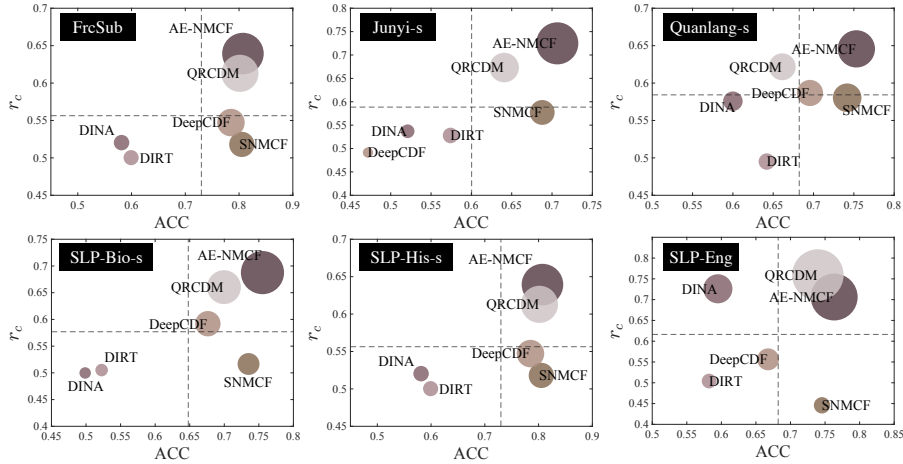 FrcSub
AE-NMCF
QRCDM
DeepCDF
DINA
DIRT
SNMCF
0.65
0.6
0.55
0.5
0.45
0.5
0.6
0.7
0.8
0.9
r_c
ACC
Junyi-s
AE-NMCF
QRCDM
SNMCF
DINA
DIRT
DeepCDF
0.8
0.75
0.7
0.65
0.6
0.55
0.5
0.45
0.4
0.45
0.5
0.55
0.6
0.65
0.7
0.75
r_c
ACC
Quanlang-s
AE-NMCF
QRCDM
DeepCDF
DINA
SNMCF
DIRT
0.7
0.65
0.6
0.55
0.5
0.45
0.5
0.55
0.6
0.65
0.7
0.75
0.8
r_c
ACC
SLP-Bio-s
AE-NMCF
QRCDM
DeepCDF
DIRT
DINA
SNMCF
0.75
0.7
0.65
0.6
0.55
0.5
0.45
0.4
0.45
0.5
0.55
0.6
0.65
0.7
0.75
0.8
r_c
ACC
SLP-His-s
AE-NMCF
QRCDM
DeepCDF
DINA
DIRT
SNMCF
0.65
0.6
0.55
0.5
0.45
0.5
0.6
0.7
0.8
0.9
r_c
ACC
SLP-Eng
QRCDM
DINA
AE-NMCF
DeepCDF
DIRT
SNMCF
0.8
0.75
0.7
0.65
0.6
0.55
0.5
0.45
0.4
0.5
0.55
0.6
0.65
0.7
0.75
0.8
0.85
r_c
ACC